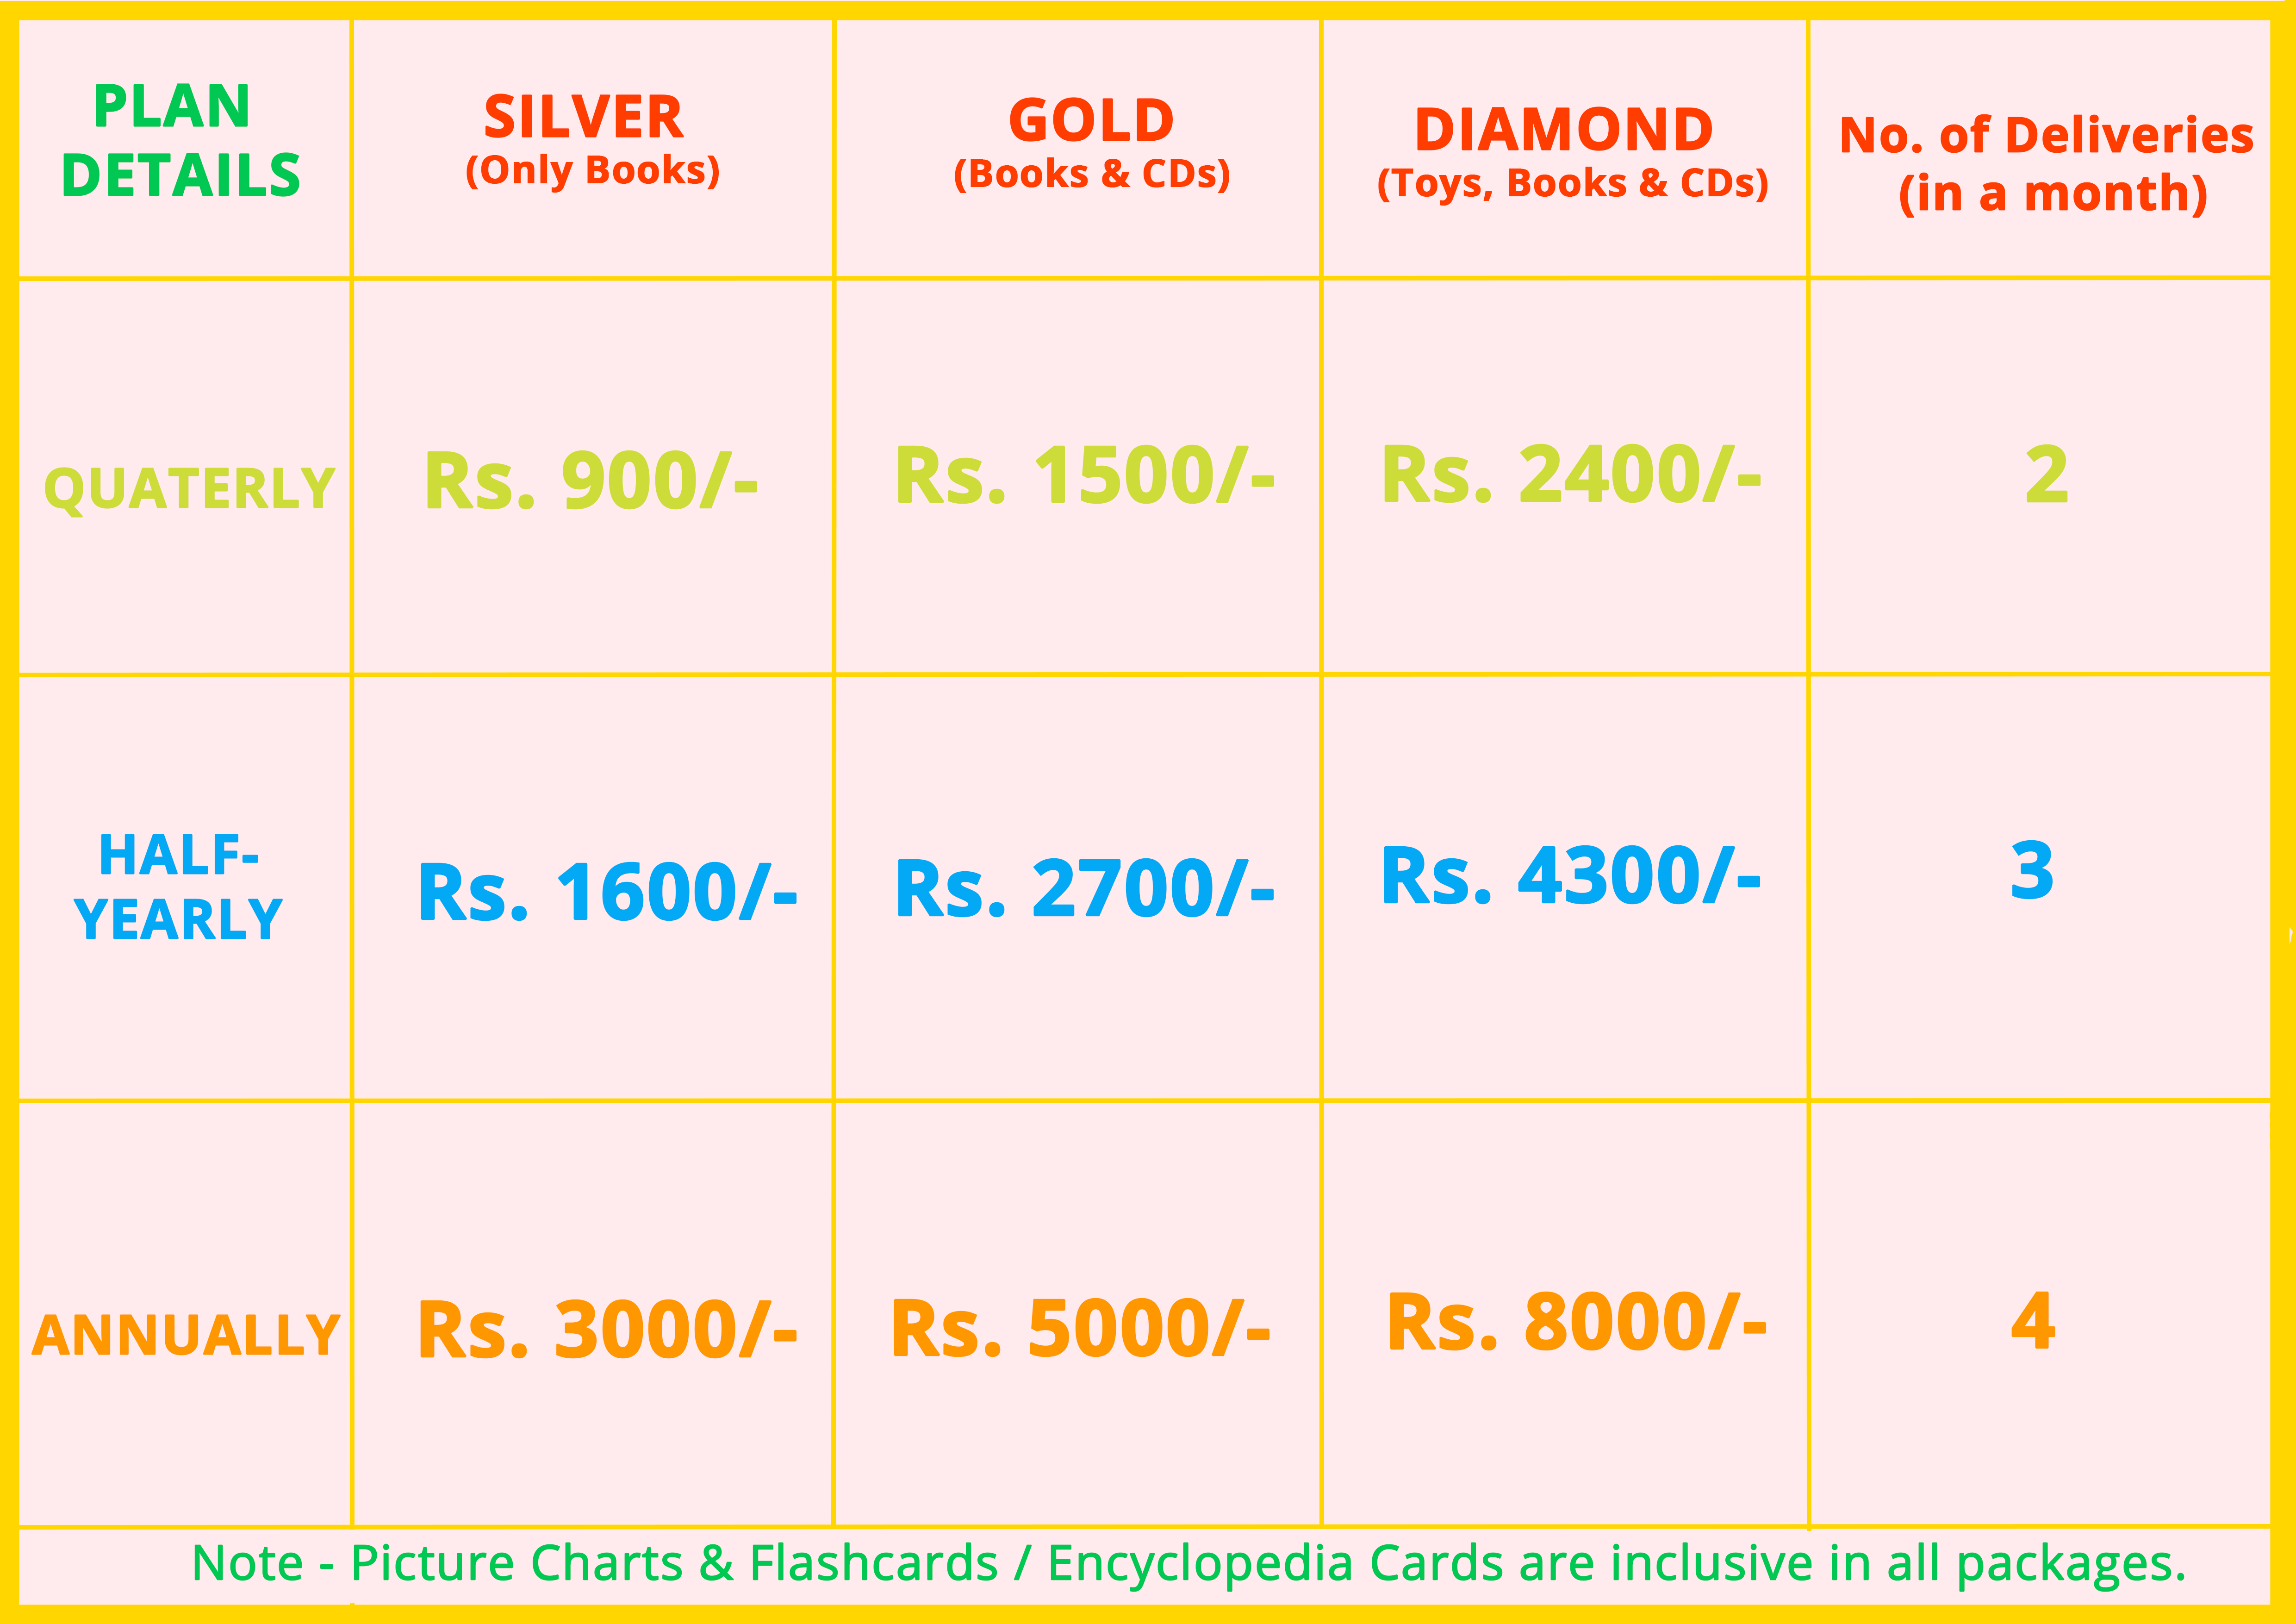 PLAN
DETAILS
SILVER
(Only Books)
GOLD
(Books & CDs)
DIAMOND
(Toys, Books & CDs)
No. of Deliveries
(in a month)
QUATERLY
Rs. 900/-
Rs. 1500/-
Rs. 2400/-
2
HALF-
YEARLY
Rs. 1600/-
Rs. 2700/-
Rs. 4300/-
3
ANNUALLY
Rs. 3000/-
Rs. 5000/-
Rs. 8000/-
4
Note - Picture Charts & Flashcards / Encyclopedia Cards are inclusive in all packages.